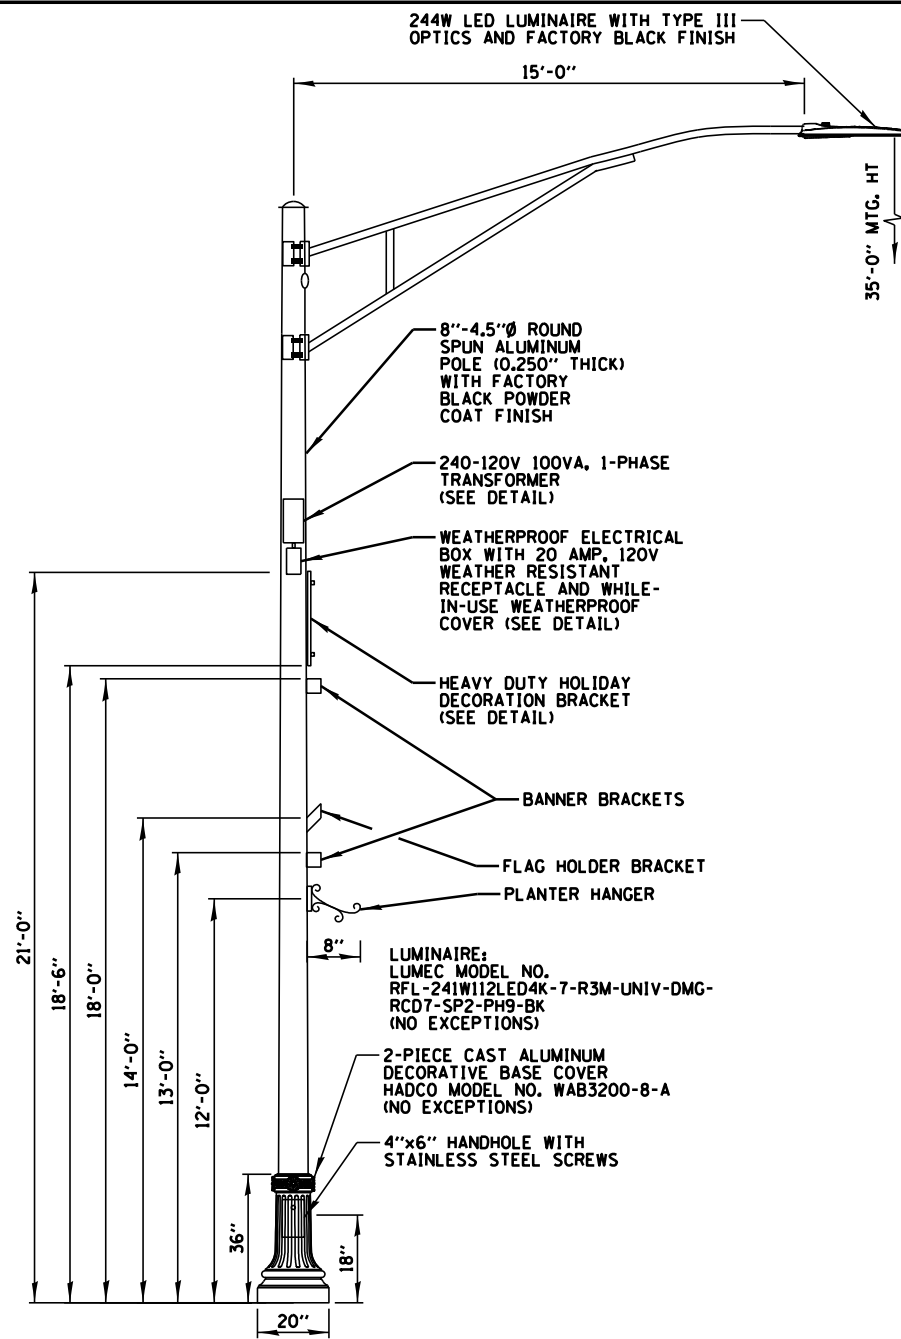 244W LED LUMINAIRE WITH TYPE III
OPTICS AND FACTORY BLACK FINISH
15'-0"
35'-0" MTG. HT
8"-4.5"Ø ROUND
SPUN ALUMINUM
POLE (0.250" THICK)
WITH FACTORY
BLACK POWDER
COAT FINISH
240-120V 100VA, 1-PHASE
TRANSFORMER
(SEE DETAIL)
WEATHERPROOF ELECTRICAL
BOX WITH 20 AMP, 120V
WEATHER RESISTANT
RECEPTACLE AND WHILE-
IN-USE WEATHERPROOF
COVER (SEE DETAIL)
HEAVY DUTY HOLIDAY
DECORATION BRACKET
(SEE DETAIL)
BANNER BRACKETS
FLAG HOLDER BRACKET
PLANTER HANGER
8"
21'-0"
18'-6"
18'-0"
14'-0"
13'-0"
12'-0"
LUMINAIRE:
LUMEC MODEL NO.
RFL-241W112LED4K-7-R3M-UNIV-DMG-
RCD7-SP2-PH9-BK
(NO EXCEPTIONS)
2-PIECE CAST ALUMINUM
DECORATIVE BASE COVER
HADCO MODEL NO. WAB3200-8-A
(NO EXCEPTIONS)
4"x6" HANDHOLE WITH
STAINLESS STEEL SCREWS
36"
18"
20"